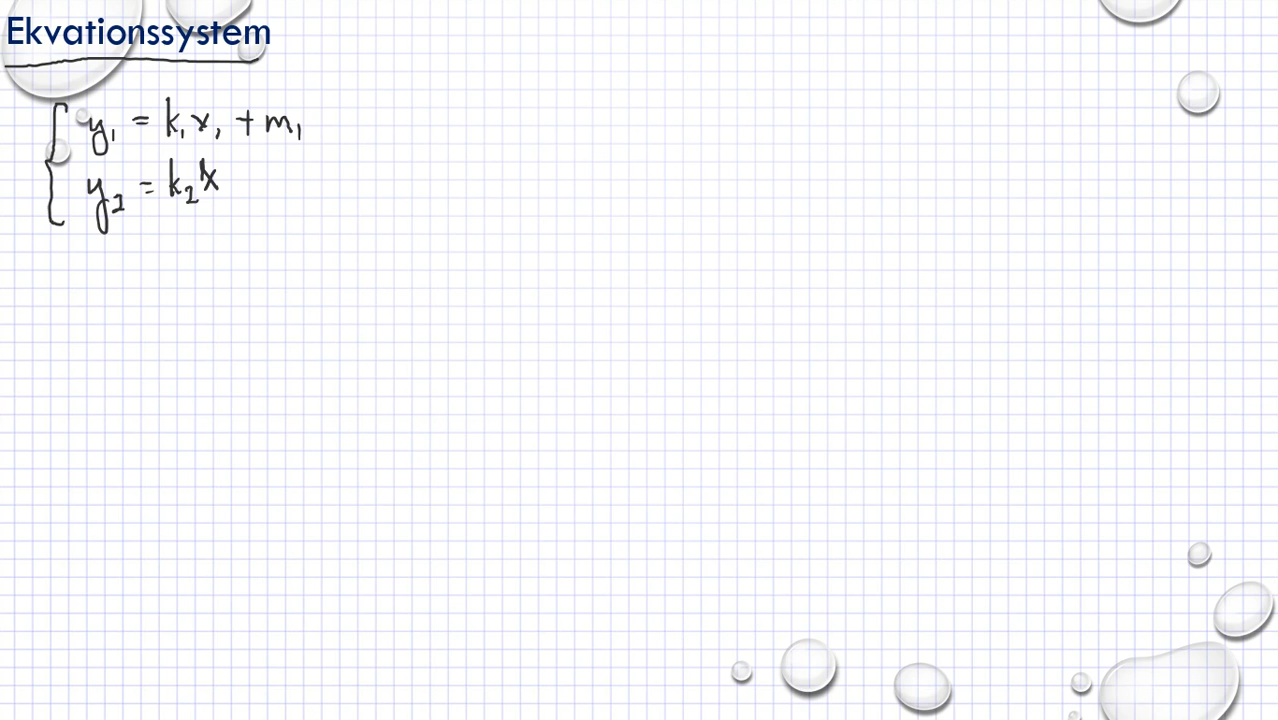 Ekvationssystem
y₁ = k₁x₁ + m₁
y₂ = k₂x